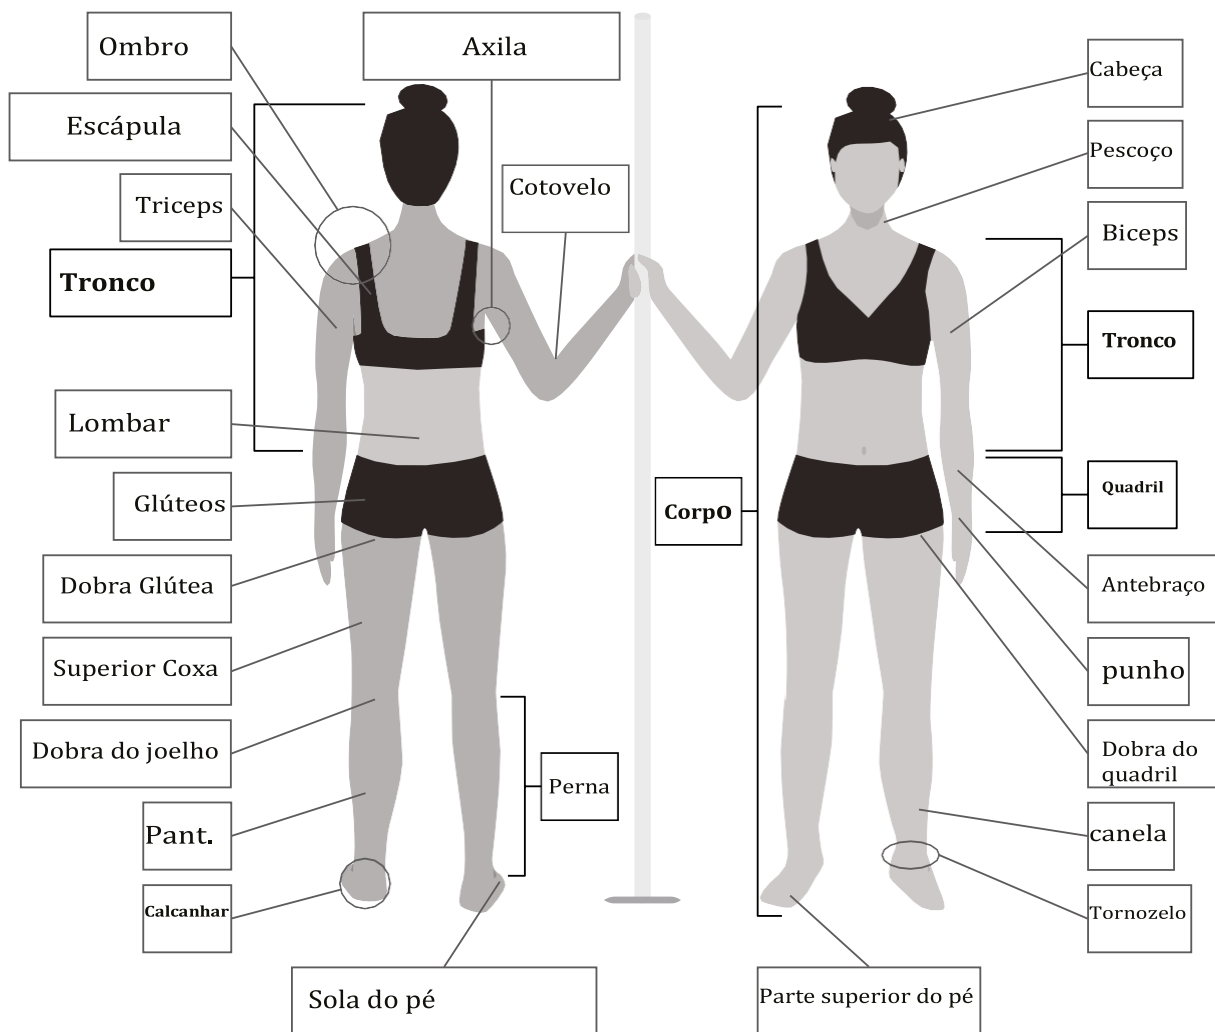 Ombro
Axila
Escápula
Triceps
Cotovelo
Tronco
Lombar
Glúteos
Dobra Glútea
Superior Coxa
Dobra do joelho
Pant.
Calcanhar
Perna
Sola do pé
Corpo
Cabeça
Pescoço
Biceps
Tronco
Quadril
Antebraço
punho
Dobra do
quadril
canela
Tornozelo
Parte superior do pé